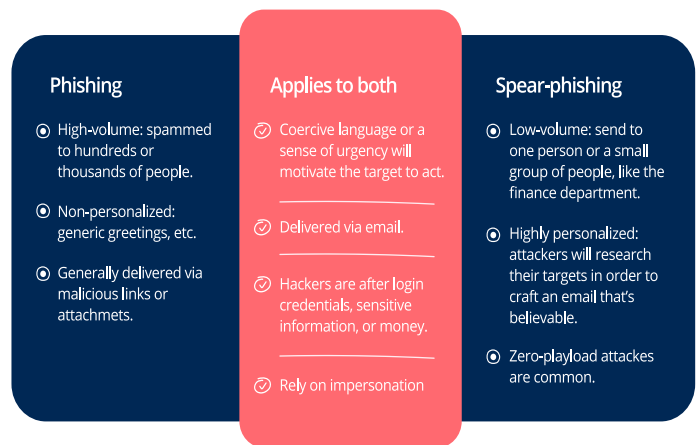 Phishing
High-volume: spammed
to hundreds or
thousands of people.
Non-personalized:
generic greetings, etc.
Generally delivered via
malicious links or
attachmets.
Applies to both
Coercive language or a
sense of urgency will
motivate the target to act.
Delivered via email.
Hackers are after login
credentials, sensitive
information, or money.
Rely on impersonation
Spear-phishing
Low-volume: send to
one person or a small
group of people, like the
finance department.
Highly personalized:
attackers will research
their targets in order to
craft an email that's
believable.
Zero-playload attackes
are common.